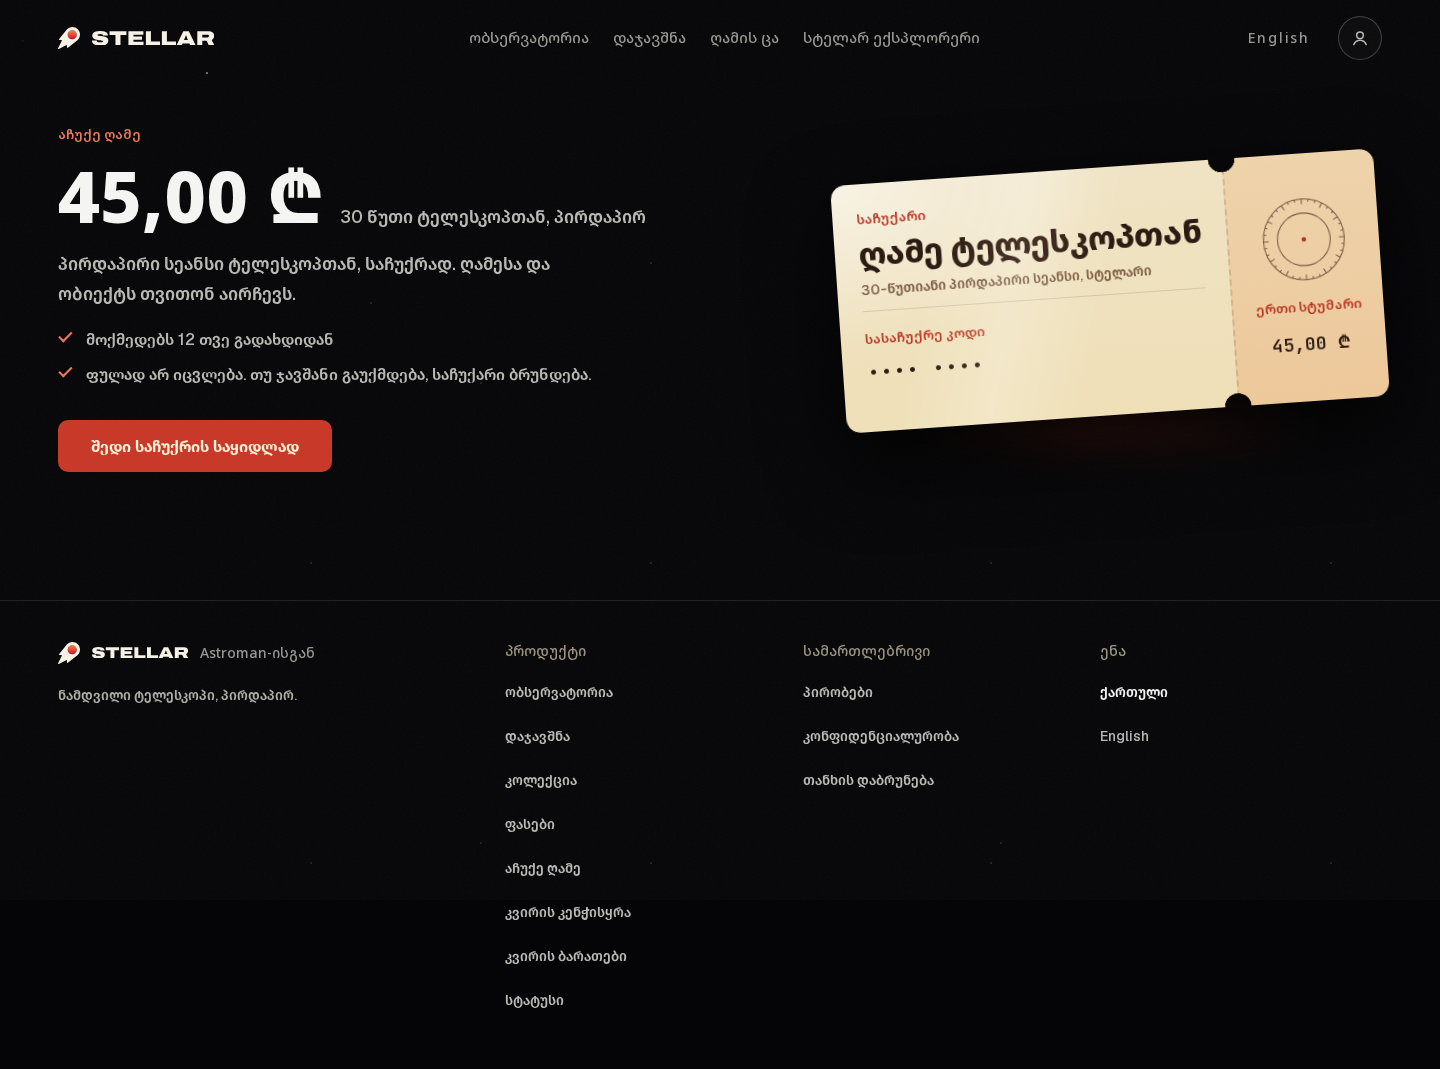 STELLAR
ობსერვატორია
დაჯავშნა
ღამის ცა
სტელარ ექსპლორერი
English
აჩუქე ღამე
45,00 ₾ 30 წუთი ტელესკოპთან, პირდაპირ
პირდაპირი სეანსი ტელესკოპთან, საჩუქრად. ღამესა და
ობიექტს თვითონ აირჩევს.
მოქმედებს 12 თვე გადახდიდან
ფულად არ იცვლება. თუ ჯავშანი გაუქმდება, საჩუქარი ბრუნდება.
შედი საჩუქრის საყიდლად
საჩუქარი
ღამე ტელესკოპთან
30-წუთიანი პირდაპირი სეანსი, სტელარი
სასაჩუქრე კოდი
•••• ••••
ერთი სტუმარი
45,00 ₾
STELLAR Astroman-ისგან
ნამდვილი ტელესკოპი, პირდაპირ.
პროდუქტი
ობსერვატორია
დაჯავშნა
კოლექცია
ფასები
აჩუქე ღამე
კვირის კენჭისყრა
კვირის ბარათები
სტატუსი
სამართლებრივი
პირობები
კონფიდენციალურობა
თანხის დაბრუნება
ენა
ქართული
English